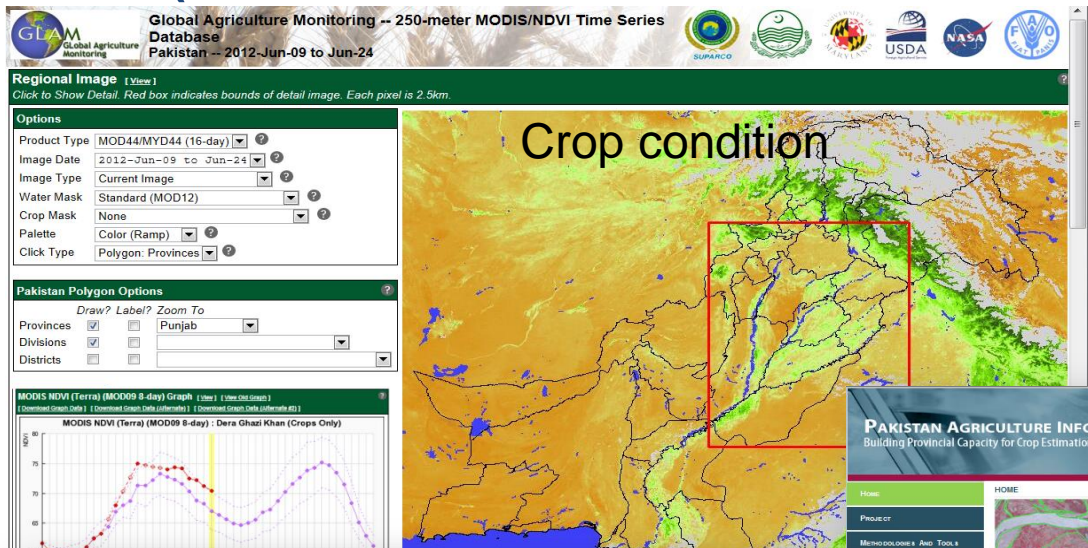 GLAM
GLobal Agricultural
Monitoring
Global Agriculture Monitoring -- 250-meter MODIS/NDVI Time Series
Database
Pakistan -- 2012-Jun-09 to Jun-24
SUPARCO
USDA
NASA
FAO
FIAT PANIS
Regional Image [ View ]
Click to Show Detail. Red box indicates bounds of detail image. Each pixel is 2.5km.
Options
Product Type MOD44/MYD44 (16-day)
Image Date 2012-Jun-09 to Jun-24
Image Type Current Image
Water Mask Standard (MOD12)
Crop Mask None
Palette Color (Ramp)
Click Type Polygon: Provinces
Crop condition
Pakistan Polygon Options
Draw? Label? Zoom To
Provinces Punjab
Divisions
Districts
MODIS NDVI (Terra) (MOD09 8-day) Graph [ View ] [ View Old Graph ]
[ Download Graph Data ] [ Download Graph Data (Alternate) ] [ Download Graph Data (Alternate #2) ]
MODIS NDVI (Terra) (MOD09 8-day) : Dera Ghazi Khan (Crops Only)
NDVI
80
75
70
65
PAKISTAN AGRICULTURE INFO
Building Provincial Capacity for Crop Estimation
HOME
HOME
PROJECT
METHODOLOGIES AND TOOLS